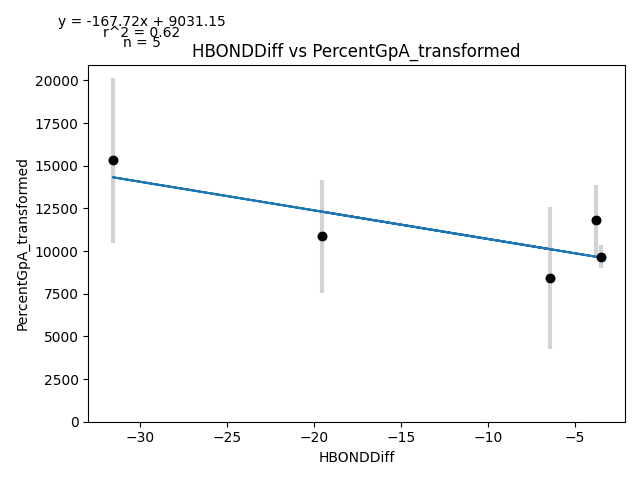 y = -167.72x + 9031.15
r^2 = 0.62
n = 5
HBONDDiff vs PercentGpA_transformed
PercentGpA_transformed
20000
17500
15000
12500
10000
7500
5000
2500
0
−30
−25
−20
−15
−10
−5
HBONDDiff